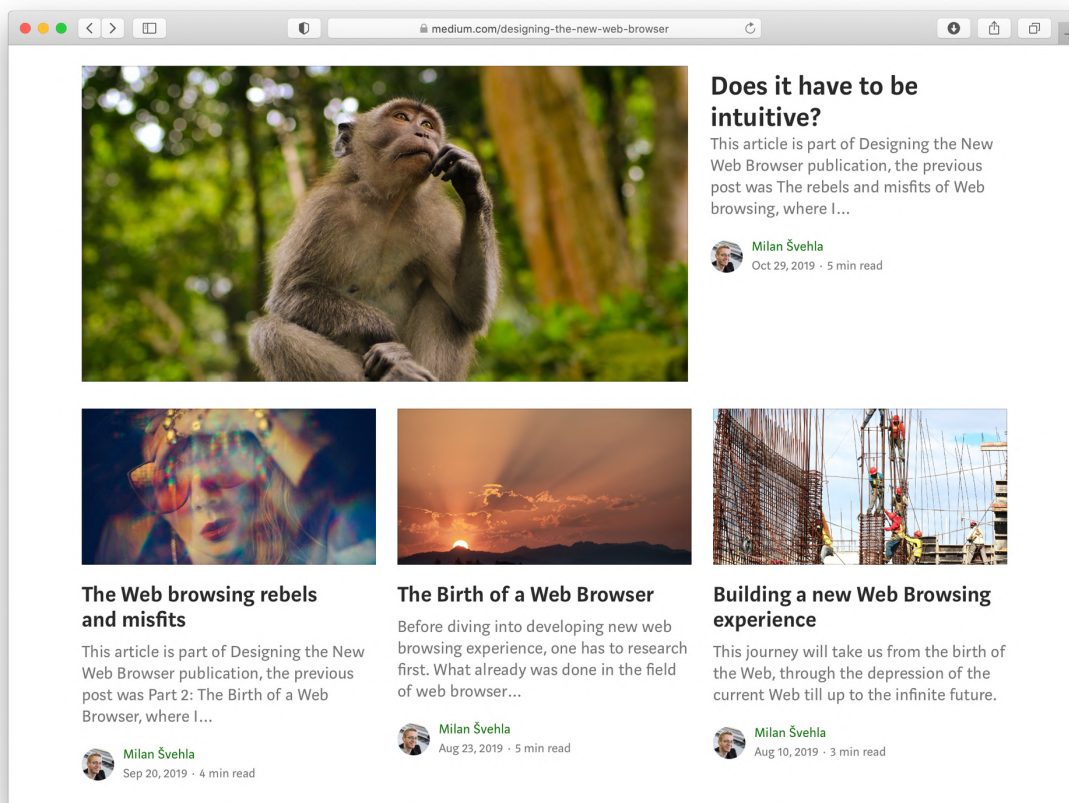 medium.com/designing-the-new-web-browser
Does it have to be
intuitive?
This article is part of Designing the New
Web Browser publication, the previous
post was The rebels and misfits of Web
browsing, where I…
Milan Švehla
Oct 29, 2019 · 5 min read
The Web browsing rebels
and misfits
This article is part of Designing the New
Web Browser publication, the previous
post was Part 2: The Birth of a Web
Browser, where I…
Milan Švehla
Sep 20, 2019 · 4 min read
The Birth of a Web Browser
Before diving into developing new web
browsing experience, one has to research
first. What already was done in the field
of web browser…
Milan Švehla
Aug 23, 2019 · 5 min read
Building a new Web Browsing
experience
This journey will take us from the birth of
the Web, through the depression of the
current Web till up to the infinite future.
Milan Švehla
Aug 10, 2019 · 3 min read